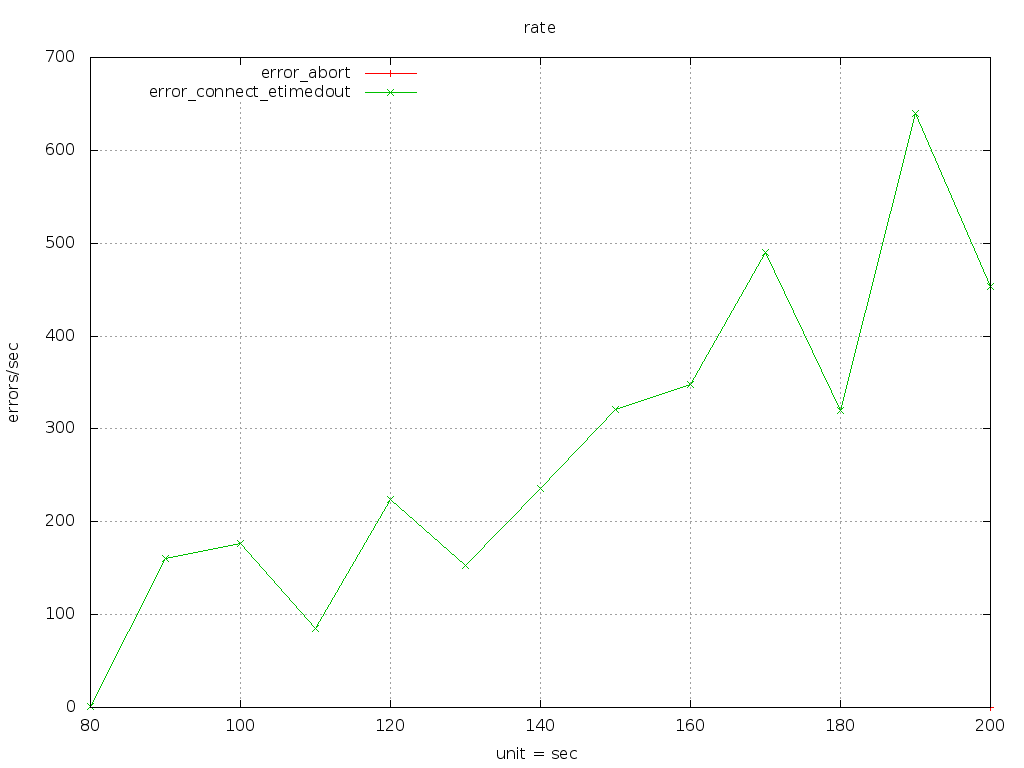 rate
700
error_abort
error_connect_etimedout
600
500
400
300
200
100
0
errors/sec
80 100 120 140 160 180 200
unit = sec